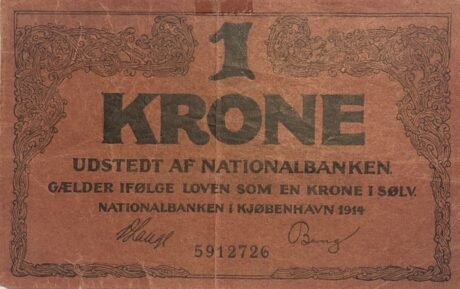 1
KRONE
UDSTEDT AF NATIONALBANKEN.
GÆLDER IFØLGE LOVEN SOM EN KRONE I SØLV.
NATIONALBANKEN I KJØBENHAVN 1914
5912726